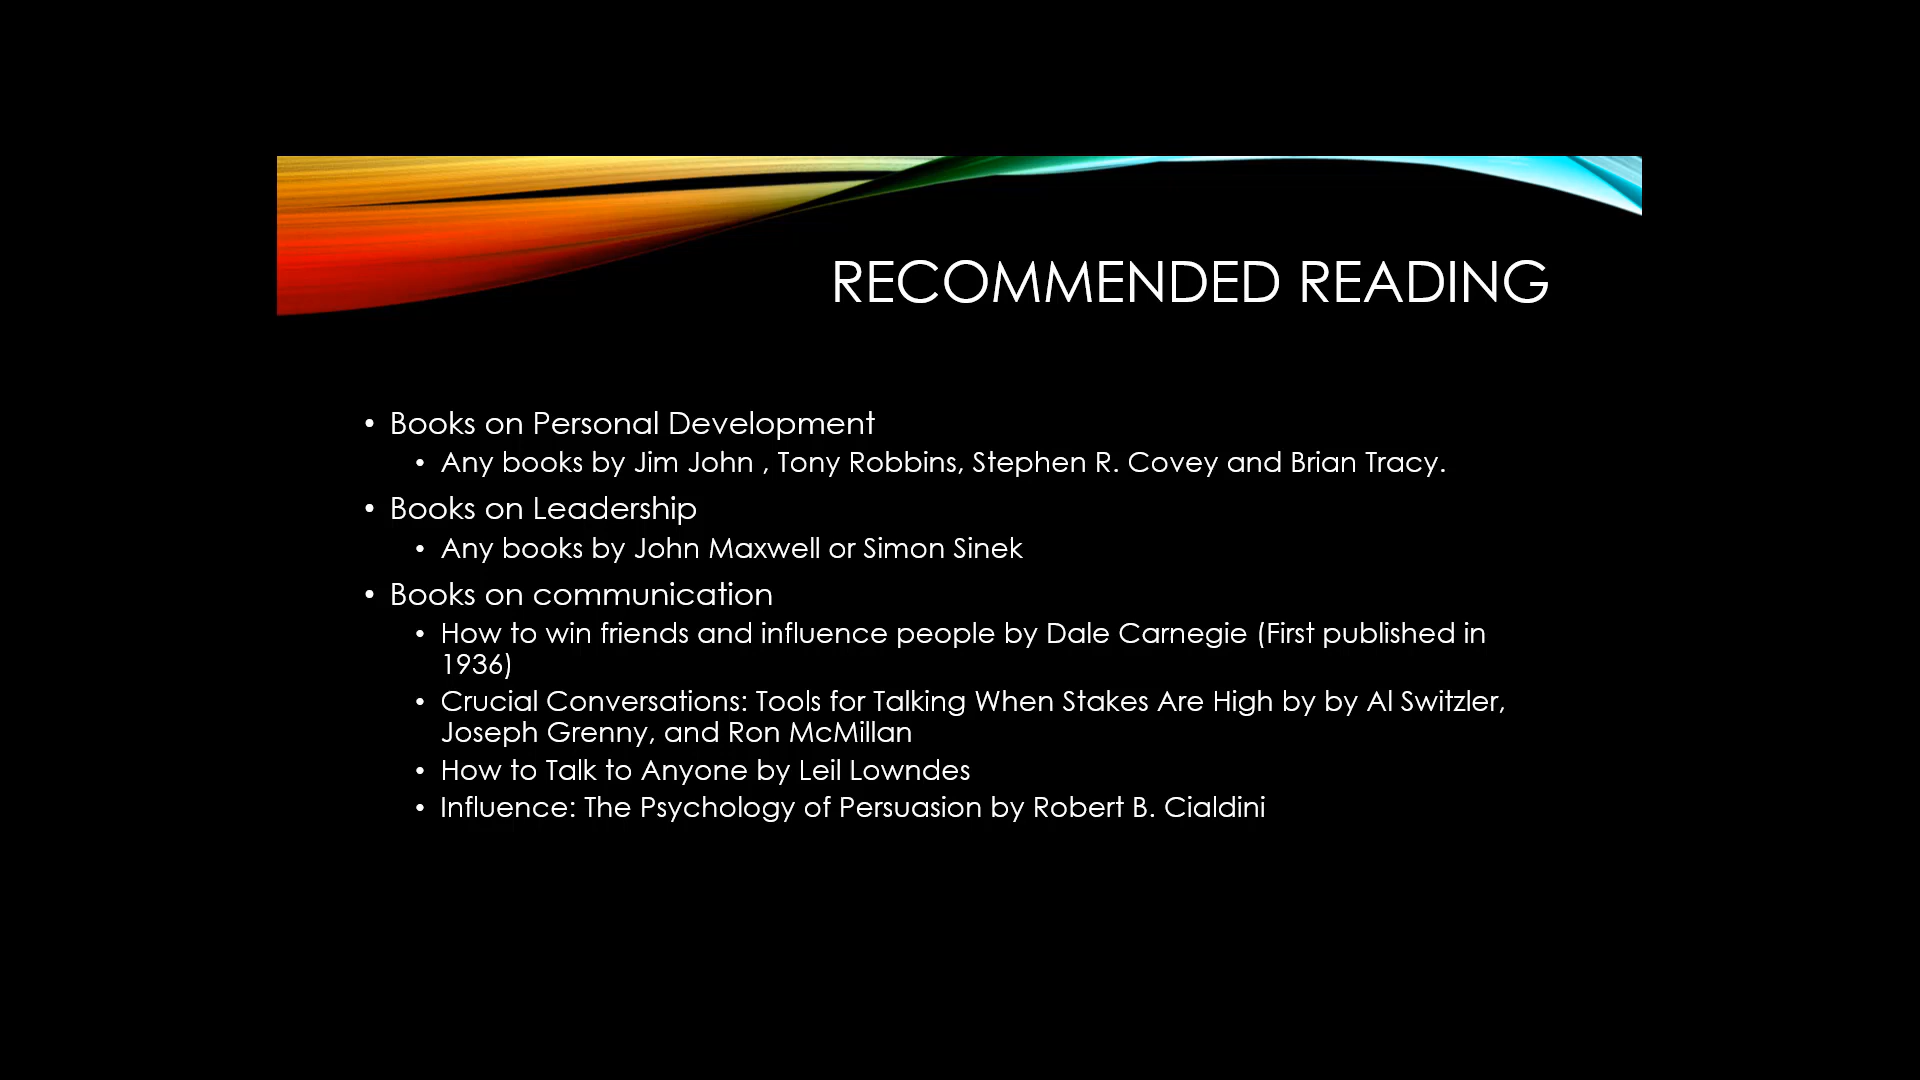 RECOMMENDED READING
• Books on Personal Development
• Any books by Jim John , Tony Robbins, Stephen R. Covey and Brian Tracy.
• Books on Leadership
• Any books by John Maxwell or Simon Sinek
• Books on communication
• How to win friends and influence people by Dale Carnegie (First published in
1936)
• Crucial Conversations: Tools for Talking When Stakes Are High by by Al Switzler,
Joseph Grenny, and Ron McMillan
• How to Talk to Anyone by Leil Lowndes
• Influence: The Psychology of Persuasion by Robert B. Cialdini